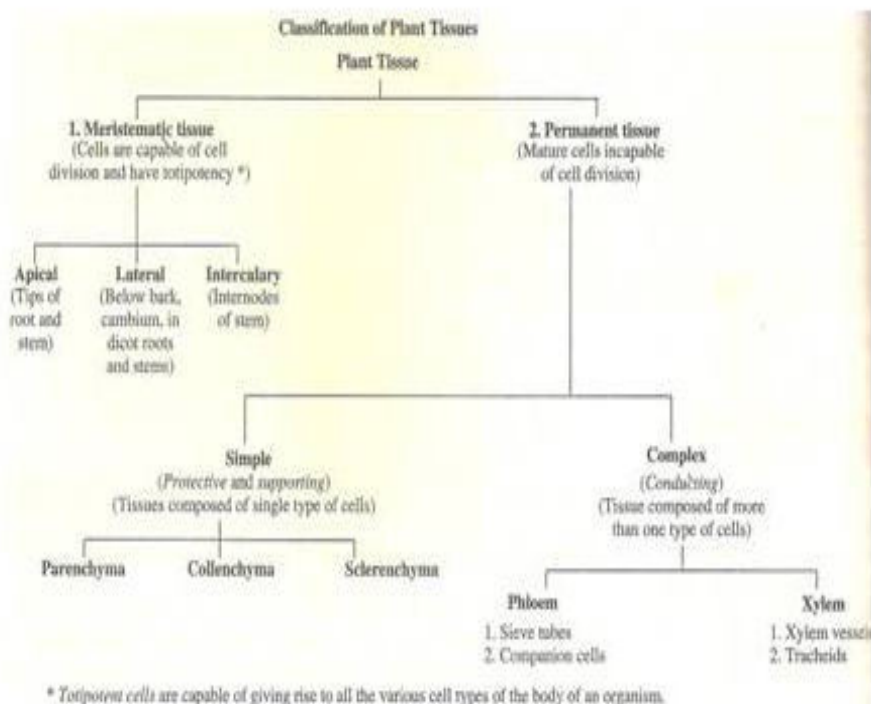 Classification of Plant Tissues
Plant Tissue
1. Meristematic tissue
(Cells are capable of cell
division and have totipotency *)
2. Permanent tissue
(Mature cells incapable
of cell division)
Apical
(Tips of
root and
stem)
Lateral
(Below back,
cambium, in
dicot roots
and stems)
Intercalary
(Internodes
of stem)
Simple
(Protective and supporting)
(Tissues composed of single type of cells)
Complex
(Conducting)
(Tissue composed of more
than one type of cells)
Parenchyma
Collenchyma
Sclerenchyma
Phloem
1. Sieve tubes
2. Companion cells
Xylem
1. Xylem
2. Tracheids
* Totipotent cells are capable of giving rise to all the various cell types of the body of an organism.